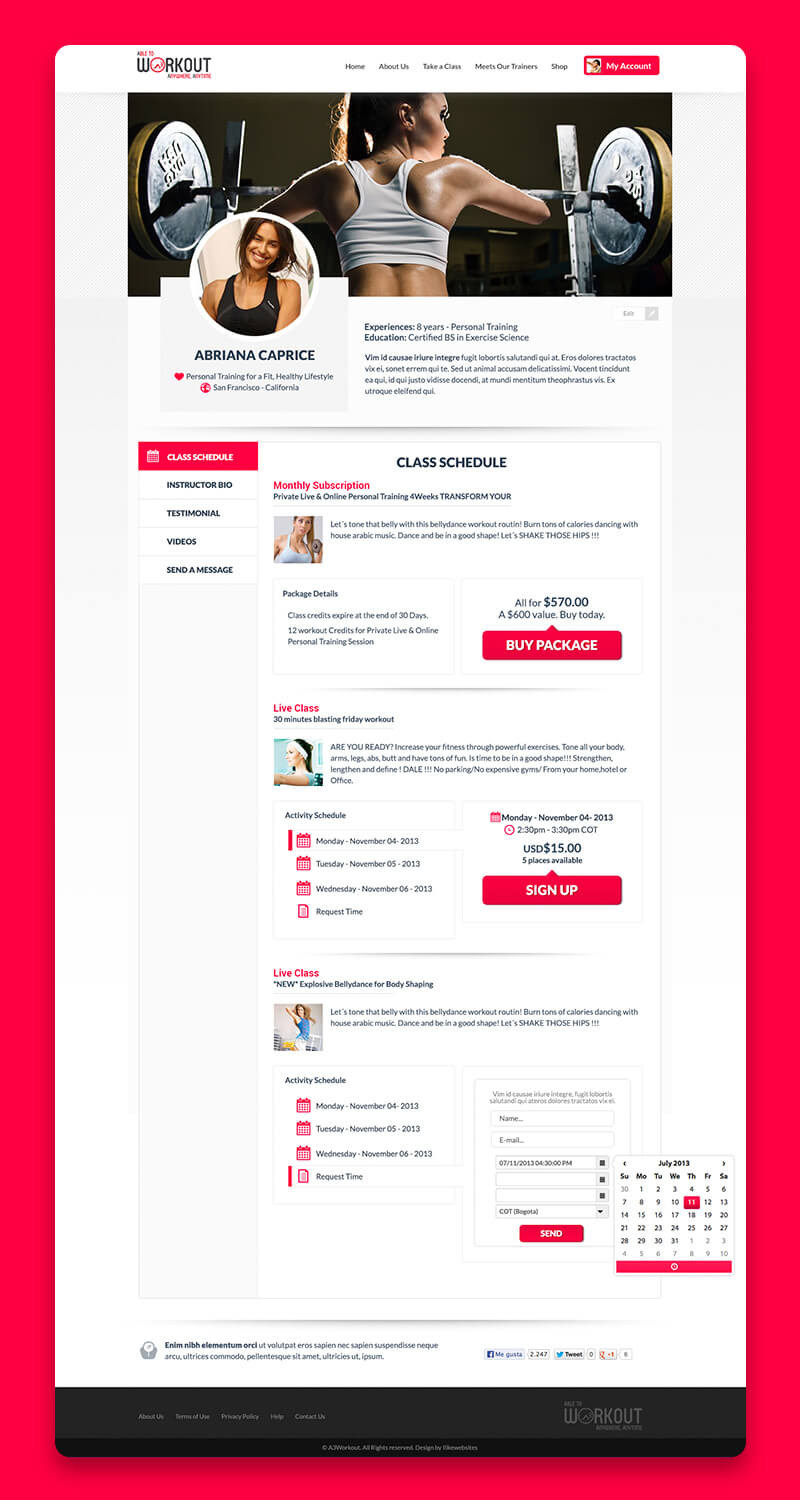 ABLE TO
WORKOUT
ANYWHERE, ANYTIME
Home About Us Take a Class Meets Our Trainers Shop My Account
Edit
Experiences: 8 years - Personal Training
Education: Certified BS in Exercise Science
Vim id causae iriure integre fugit lobortis salutandi qui at. Eros dolores tractatos
vix ei, sonet errem qui te. Sed ut animal accusam delicatissimi. Vocent tincidunt
ea qui, id qui justo vidisse docendi, at mundi mentitum theophrastus vis. Ex
utroque eleifend qui.
ABRIANA CAPRICE
Personal Training for a Fit, Healthy Lifestyle
San Francisco - California
CLASS SCHEDULE
INSTRUCTOR BIO
TESTIMONIAL
VIDEOS
SEND A MESSAGE
CLASS SCHEDULE
Monthly Subscription
Private Live & Online Personal Training 4Weeks TRANSFORM YOUR
Let´s tone that belly with this bellydance workout routin! Burn tons of calories dancing with
house arabic music. Dance and be in a good shape! Let´s SHAKE THOSE HIPS !!!
Package Details
Class credits expire at the end of 30 Days.
12 workout Credits for Private Live & Online
Personal Training Session
All for $570.00
A $600 value. Buy today.
BUY PACKAGE
Live Class
30 minutes blasting friday workout
ARE YOU READY? Increase your fitness through powerful exercises. Tone all your body,
arms, legs, abs, butt and have tons of fun. Is time to be in a good shape!!! Strengthen,
lengthen and define ! DALE !!! No parking/No expensive gyms/ From your home,hotel or
Office.
Activity Schedule
Monday - November 04- 2013
Tuesday - November 05 - 2013
Wednesday - November 06 - 2013
Request Time
Monday - November 04- 2013
2:30pm - 3:30pm COT
USD$15.00
5 places available
SIGN UP
Live Class
"NEW" Explosive Bellydance for Body Shaping
Let´s tone that belly with this bellydance workout routin! Burn tons of calories dancing with
house arabic music. Dance and be in a good shape! Let´s SHAKE THOSE HIPS !!!
Activity Schedule
Monday - November 04- 2013
Tuesday - November 05 - 2013
Wednesday - November 06 - 2013
Request Time
Vim id causae iriure integre, fugit lobortis
salutandi qui ateros dolores tractatos vix ei.
Name...
E-mail...
07/11/2013 04:30:00 PM
COT (Bogota)
SEND
‹ July 2013 ›
Su Mo Tu We Th Fr Sa
30 1 2 3 4 5 6
7 8 9 10 11 12 13
14 15 16 17 18 19 20
21 22 23 24 25 26 27
28 29 30 31 1 2 3
4 5 6 7 8 9 10
Enim nibh elementum orci ut volutpat eros sapien nec sapien suspendisse neque
arcu, ultrices commodo, pellentesque sit amet, ultricies ut, ipsum.
Me gusta 2.247 Tweet 0 +1 6
About Us Terms of Use Privacy Policy Help Contact Us
ABLE TO
WORKOUT
ANYWHERE, ANYTIME
© A3Workout. All Rights reserved. Design by Ilikewebsites